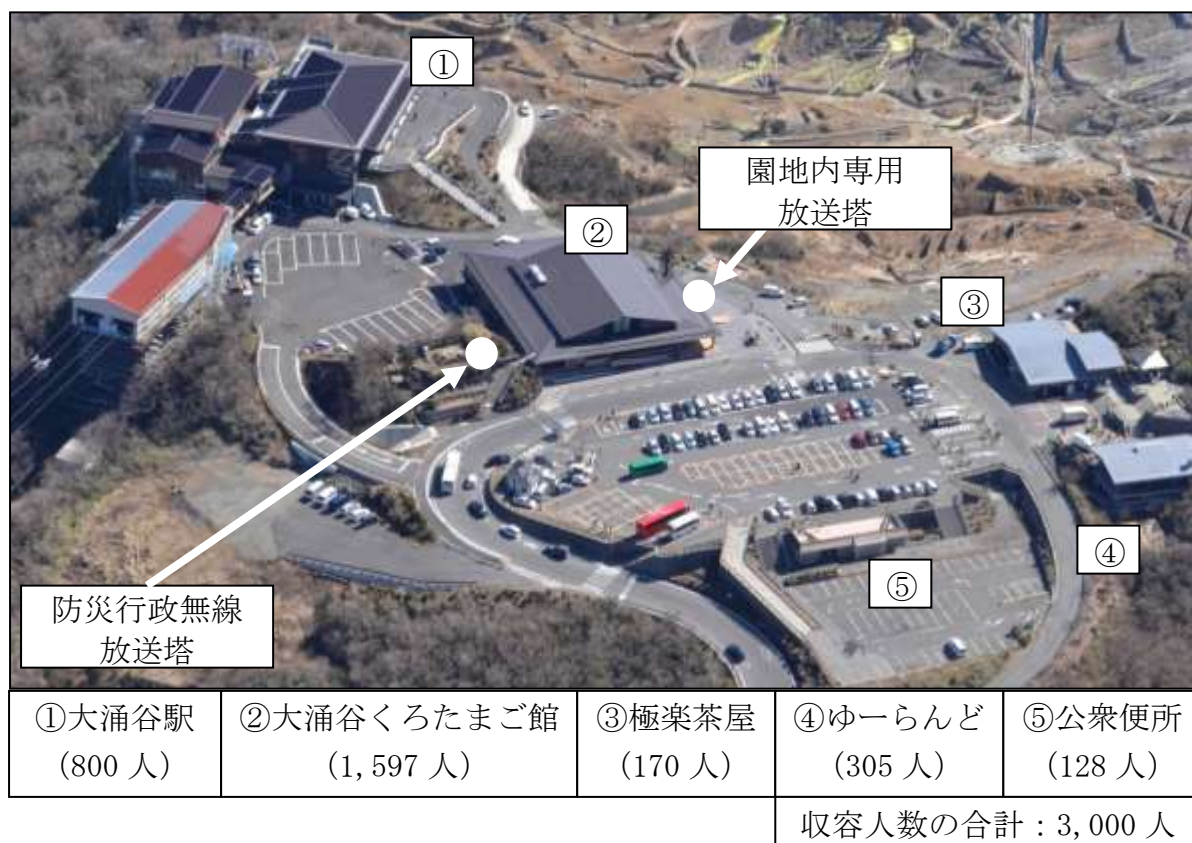 ①
園地内専用
放送塔
②
③
④
⑤
防災行政無線
放送塔
①大涌谷駅
(800 人)
②大涌谷くろたまご館
(1,597 人)
③極楽茶屋
(170 人)
④ゆーらんど
(305 人)
⑤公衆便所
(128 人)
収容人数の合計：3,000 人